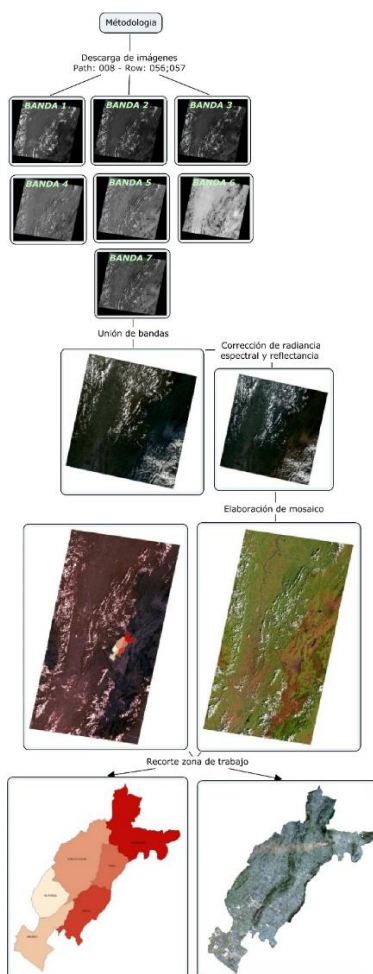 Métodologia
Descarga de imágenes
Path: 008 - Row: 056;057
BANDA 1
BANDA 2
BANDA 3
BANDA 4
BANDA 5
BANDA 6
BANDA 7
Unión de bandas
Corrección de radiancia
espectral y reflectancia
Elaboración de mosaico
Recorte zona de trabajo